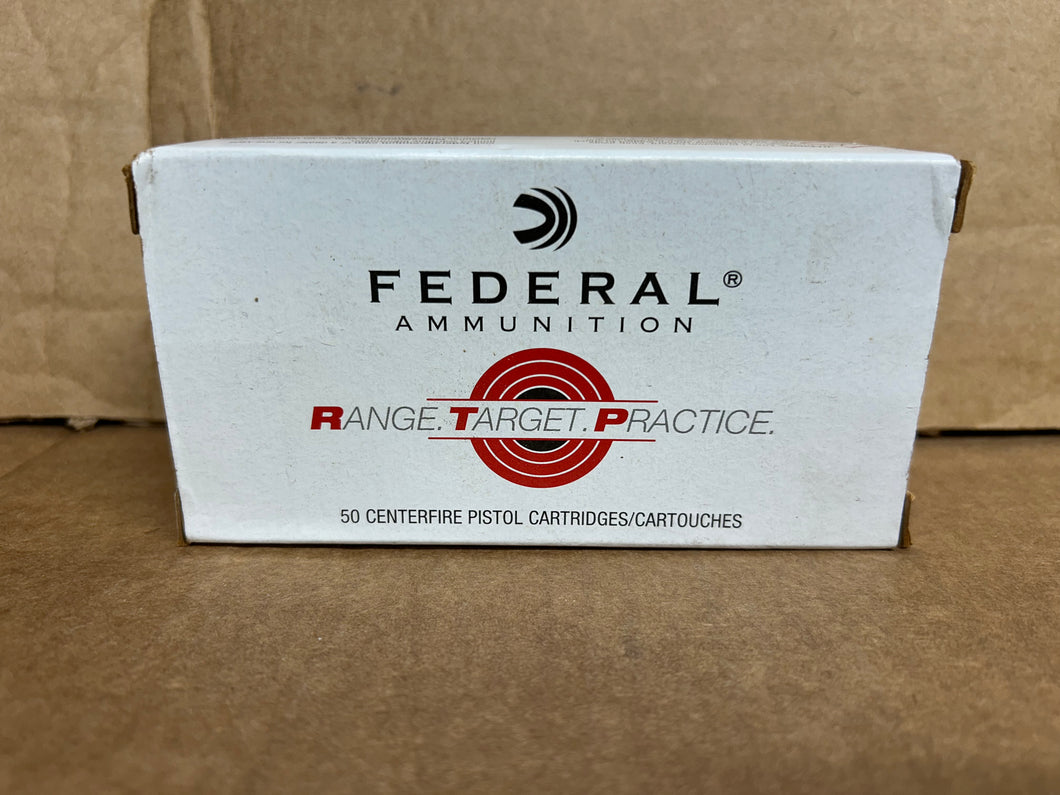 FEDERAL®
AMMUNITION
RANGE. TARGET. PRACTICE.
50 CENTERFIRE PISTOL CARTRIDGES/CARTOUCHES